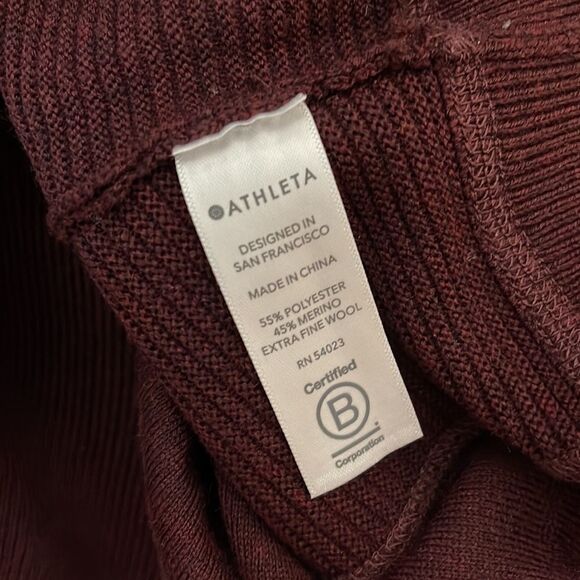 ATHLETA
DESIGNED IN
SAN FRANCISCO
MADE IN CHINA
55% POLYESTER
45% MERINO
EXTRA FINE WOOL
RN 54023
Certified
B
Corporation